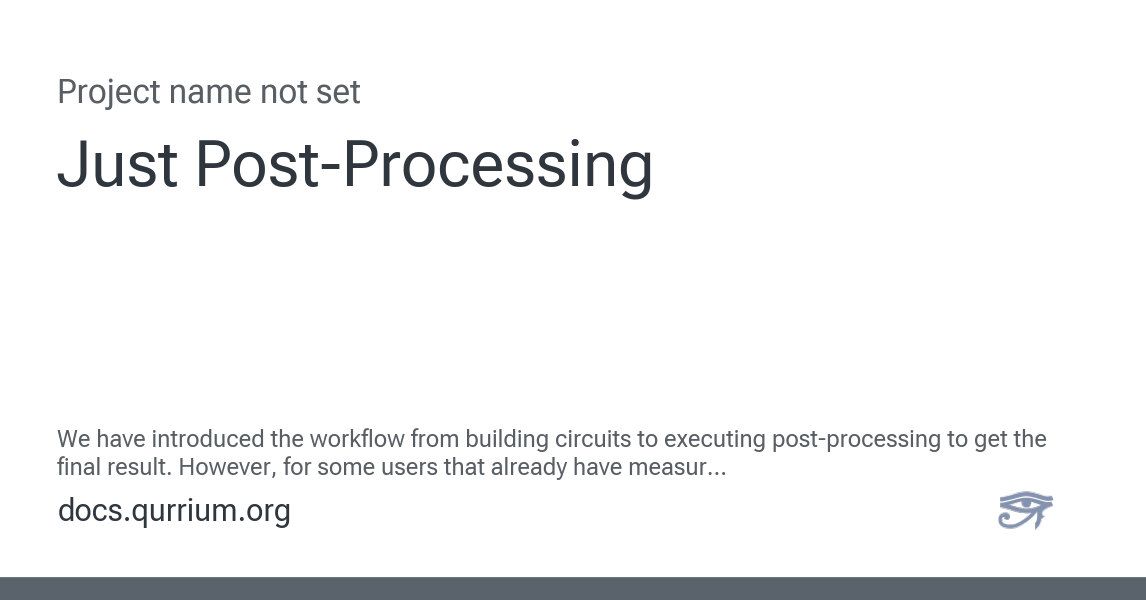 Project name not set
Just Post-Processing
We have introduced the workflow from building circuits to executing post-processing to get the
final result. However, for some users that already have measur...
docs.qurrium.org